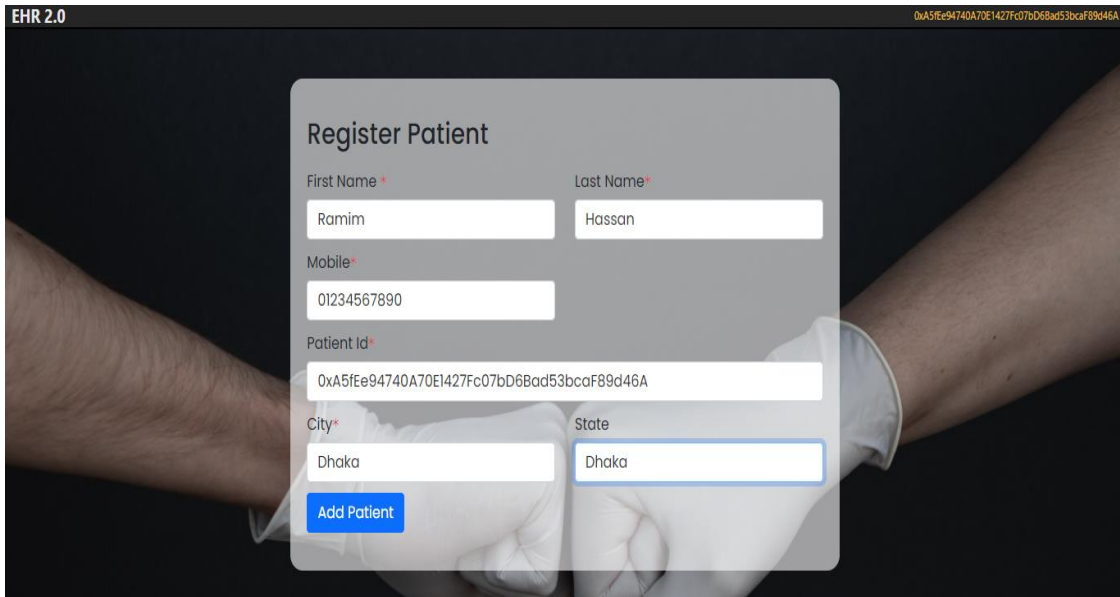 EHR 2.0
0xA5fEe94740A70E1427Fc07bD6Bad53bcaF89d46A
Register Patient
First Name *
Last Name*
Ramim
Hassan
Mobile*
01234567890
Patient Id*
0xA5fEe94740A70E1427Fc07bD6Bad53bcaF89d46A
City*
State
Dhaka
Dhaka
Add Patient